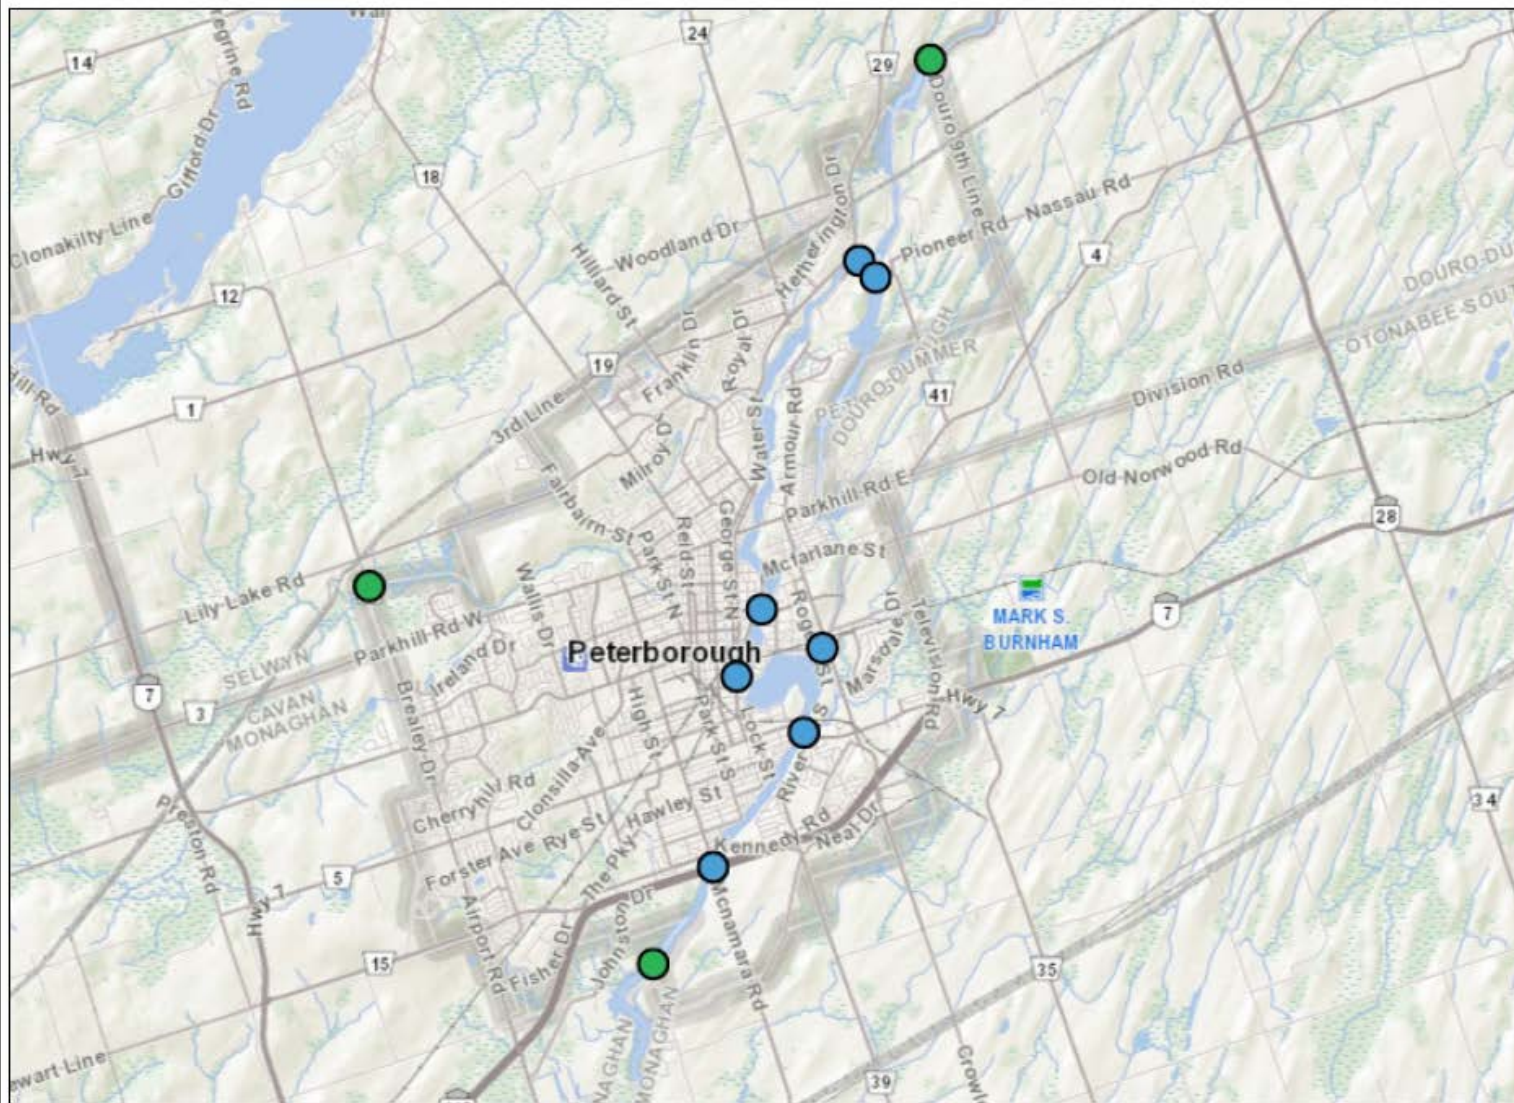 24
14
29
Gifford Dr
Douro 9th Line
18
Hetherington Dr
Nassau Rd
Clonakilty Line
Woodland Dr
Pioneer Rd
4
Hilliard St
12
DOURO DU
OTONABEE SOUT
Franklin Dr
Royal Dr
19
DOURO-DUMMER
41
Division Rd
1
3rd Line
Water St
Armour Rd
Hwy 7
Milroy Dr
Old Norwood Rd
Fairbairn St
Parkhill Rd E
28
George St N
Reid St
Park St N
Mcfarlane St
Lily Lake Rd
Wallis Dr
7
MARK S.
BURNHAM
Parkhill Rd W
Marsdale Dr
Television Rd
Peterborough
SELWYN
Ireland Dr
7
3
CAVAN
MONAGHAN
Brealey Dr
High St
Park St S
Lock St
Hwy 7
River
Cherryhill Rd
Clonsilla Ave
Hawley St
34
Preston Rd
Forster Ave
Rye St
The Pky
Kennedy Rd
Neal Dr
5
Hwy 7
Airport Rd
Fisher Dr
Johnston Dr
Mcnamara Rd
15
35
MONAGHAN
ewart Line
39
Crowl